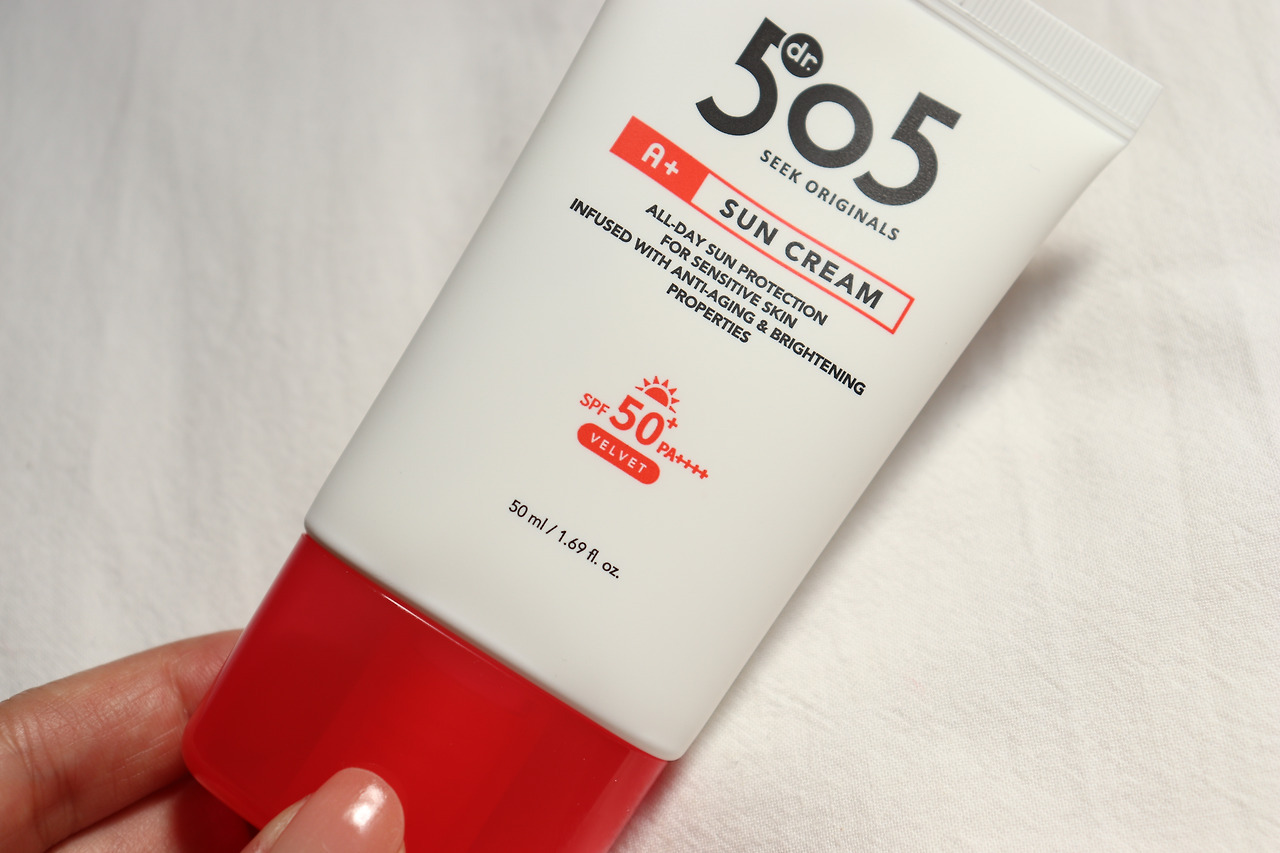 dr.
505
SEEK ORIGINALS
A+ SUN CREAM
ALL-DAY SUN PROTECTION
FOR SENSITIVE SKIN
INFUSED WITH ANTI-AGING & BRIGHTENING
PROPERTIES
SPF 50+ PA++++
VELVET
50 ml / 1.69 fl. oz.